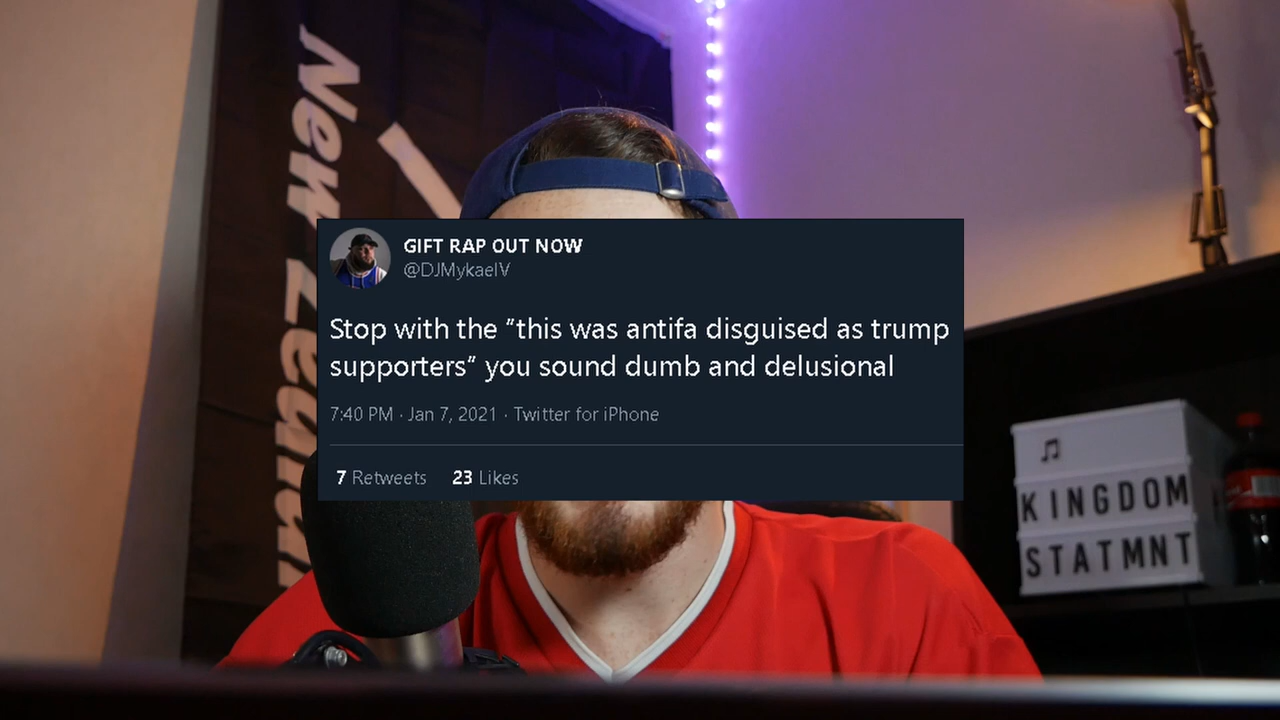 New
GIFT RAP OUT NOW
@DJMykaelV
Stop with the "this was antifa disguised as trump
supporters" you sound dumb and delusional
7:40 PM · Jan 7, 2021 · Twitter for iPhone
7 Retweets 23 Likes
KINGDOM
STATMNT